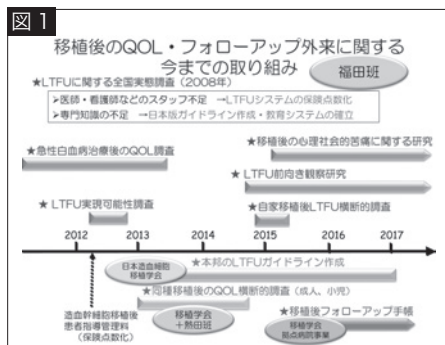 図 1
移植後のQOL・フォローアップ外来に関する
今までの取り組み
福田班
★LTFUに関する全国実態調査(2008年)
➢医師・看護師などのスタッフ不足 →LTFUシステムの保険点数化
➢専門知識の不足 →日本版ガイドライン作成・教育システムの確立
★移植後の心理社会的苦痛に関する研究
★急性白血病治療後のQOL調査
★LTFU前向き観察研究
★LTFU実現可能性調査
★自家移植後LTFU横断的調査
2012 2013 2014 2015 2016 2017
日本造血細胞
移植学会
★本邦のLTFUガイドライン作成
★同種移植後のQOL横断的調査(成人、小児)
造血幹細胞移植後
患者指導管理料
(保険点数化)
移植学会
+熱田班
★移植後フォローアップ手帳
移植学会
拠点病院事業